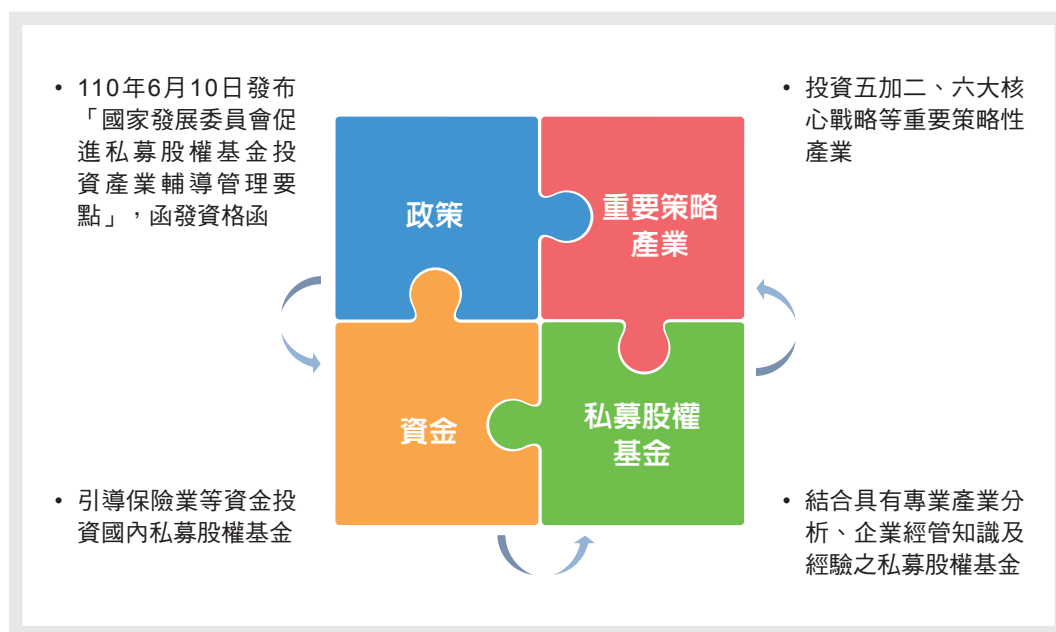 • 110年6月10日發布
「國家發展委員會促
進私募股權基金投
資產業輔導管理要
點」，函發資格函
• 投資五加二、六大核
心戰略等重要策略性
產業
政策
重要策略
產業
資金
私募股權
基金
• 引導保險業等資金投
資國內私募股權基金
• 結合具有專業產業分
析、企業經管知識及
經驗之私募股權基金